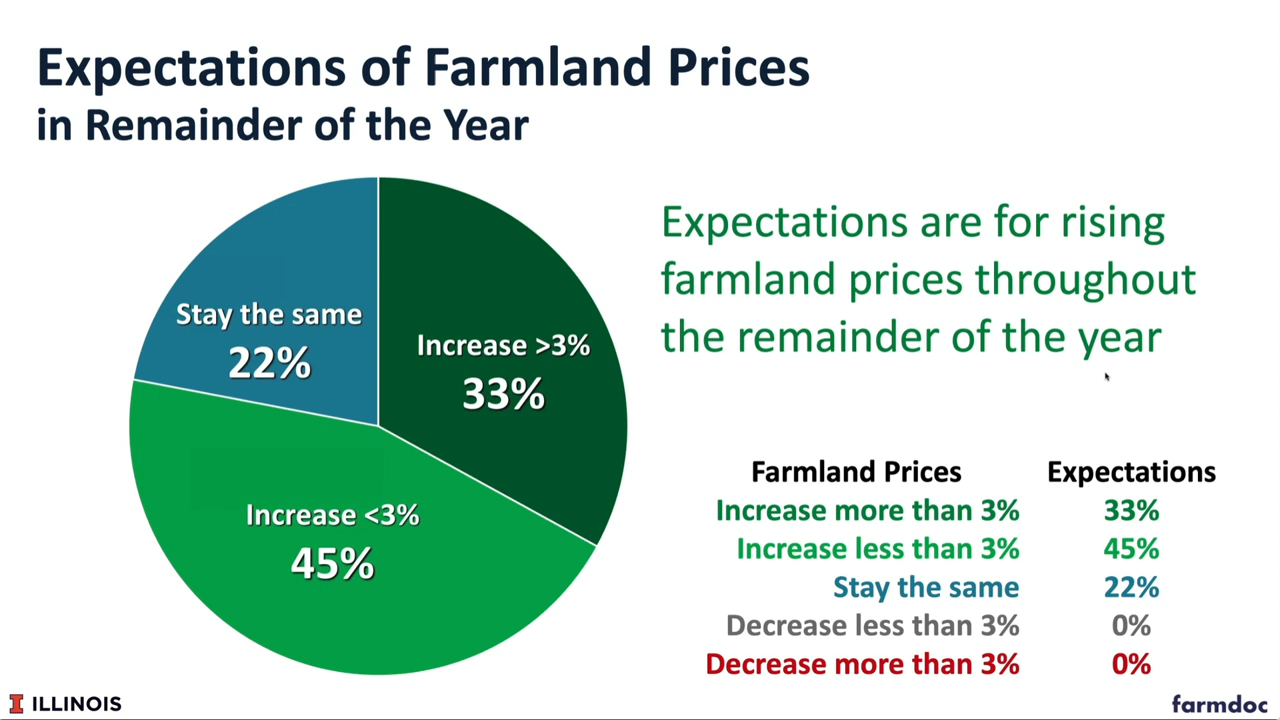 Expectations of Farmland Prices
in Remainder of the Year
Stay the same
22%
Increase >3%
33%
Increase <3%
45%
Expectations are for rising
farmland prices throughout
the remainder of the year
Farmland Prices Expectations
Increase more than 3% 33%
Increase less than 3% 45%
Stay the same 22%
Decrease less than 3% 0%
Decrease more than 3% 0%
I ILLINOIS
farmdoc